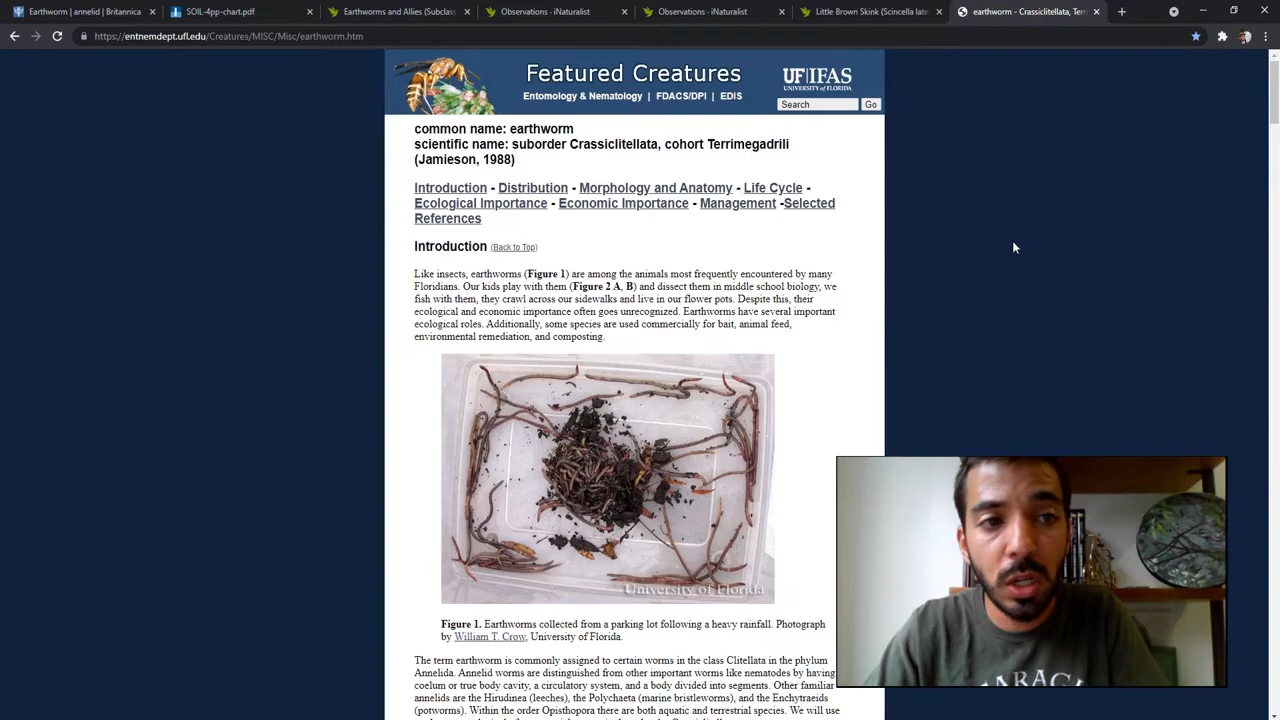 Earthworm | annelid | Britannica
SOIL-4pp-chart.pdf
Earthworms and Allies (Subclass
Observations · iNaturalist
Observations · iNaturalist
Little Brown Skink (Scincella late
earthworm - Crassiclitellata, Terr
https://entnemdept.ufl.edu/Creatures/MISC/Misc/earthworm.htm
Featured Creatures
UF|IFAS
UNIVERSITY of FLORIDA
Entomology & Nematology | FDACS/DPI | EDIS
Search Go
common name: earthworm
scientific name: suborder Crassiclitellata, cohort Terrimegadrili
(Jamieson, 1988)
Introduction - Distribution - Morphology and Anatomy - Life Cycle -
Ecological Importance - Economic Importance - Management -Selected
References
Introduction (Back to Top)
Like insects, earthworms (Figure 1) are among the animals most frequently encountered by many
Floridians. Our kids play with them (Figure 2 A, B) and dissect them in middle school biology, we
fish with them, they crawl across our sidewalks and live in our flower pots. Despite this, their
ecological and economic importance often goes unrecognized. Earthworms have several important
ecological roles. Additionally, some species are used commercially for bait, animal feed,
environmental remediation, and composting.
University of Florida
Figure 1. Earthworms collected from a parking lot following a heavy rainfall. Photograph
by William T. Crow, University of Florida.
The term earthworm is commonly assigned to certain worms in the class Clitellata in the phylum
Annelida. Annelid worms are distinguished from other important worms like nematodes by having
coelum or true body cavity, a circulatory system, and a body divided into segments. Other familiar
annelids are the Hirudinea (leeches), the Polychaeta (marine bristleworms), and the Enchytraeids
(potworms). Within the order Opisthopora there are both aquatic and terrestrial species. We will use